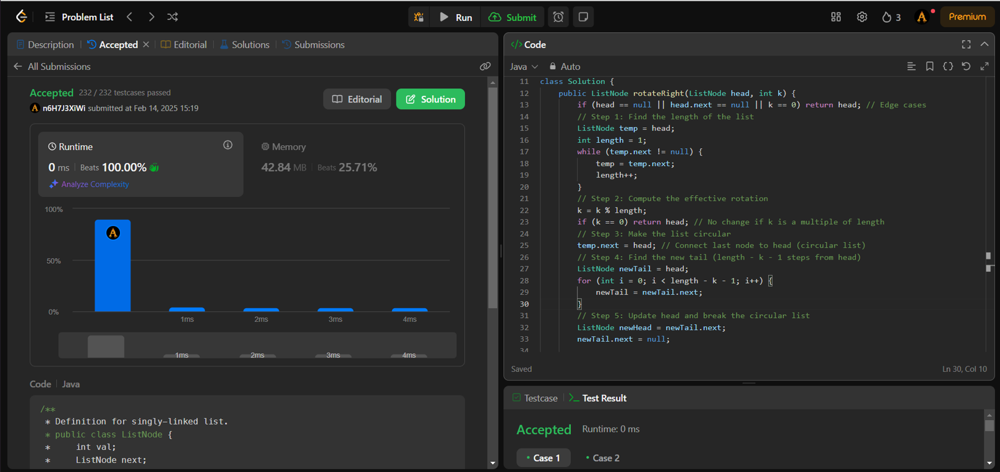 Problem List
Run
Submit
3
Premium
Description
Accepted
Editorial
Solutions
Submissions
All Submissions
Accepted 232 / 232 testcases passed
n6H7J3XiWi submitted at Feb 14, 2025 15:19
Editorial
Solution
Runtime
0 ms Beats 100.00%
Analyze Complexity
Memory
42.84 MB Beats 25.71%
100%
50%
0%
1ms 2ms 3ms 4ms
1ms 2ms 3ms 4ms
Code Java
/**
* Definition for singly-linked list.
* public class ListNode {
* int val;
* ListNode next;
</> Code
Java Auto
11 class Solution {
12 public ListNode rotateRight(ListNode head, int k) {
13 if (head == null || head.next == null || k == 0) return head; // Edge cases
14 // Step 1: Find the length of the list
15 ListNode temp = head;
16 int length = 1;
17 while (temp.next != null) {
18 temp = temp.next;
19 length++;
20 }
21 // Step 2: Compute the effective rotation
22 k = k % length;
23 if (k == 0) return head; // No change if k is a multiple of length
24 // Step 3: Make the list circular
25 temp.next = head; // Connect last node to head (circular list)
26 // Step 4: Find the new tail (length - k - 1 steps from head)
27 ListNode newTail = head;
28 for (int i = 0; i < length - k - 1; i++) {
29 newTail = newTail.next;
30 }
31 // Step 5: Update head and break the circular list
32 ListNode newHead = newTail.next;
33 newTail.next = null;
34
Saved
Ln 30, Col 10
Testcase
Test Result
Accepted Runtime: 0 ms
Case 1
Case 2